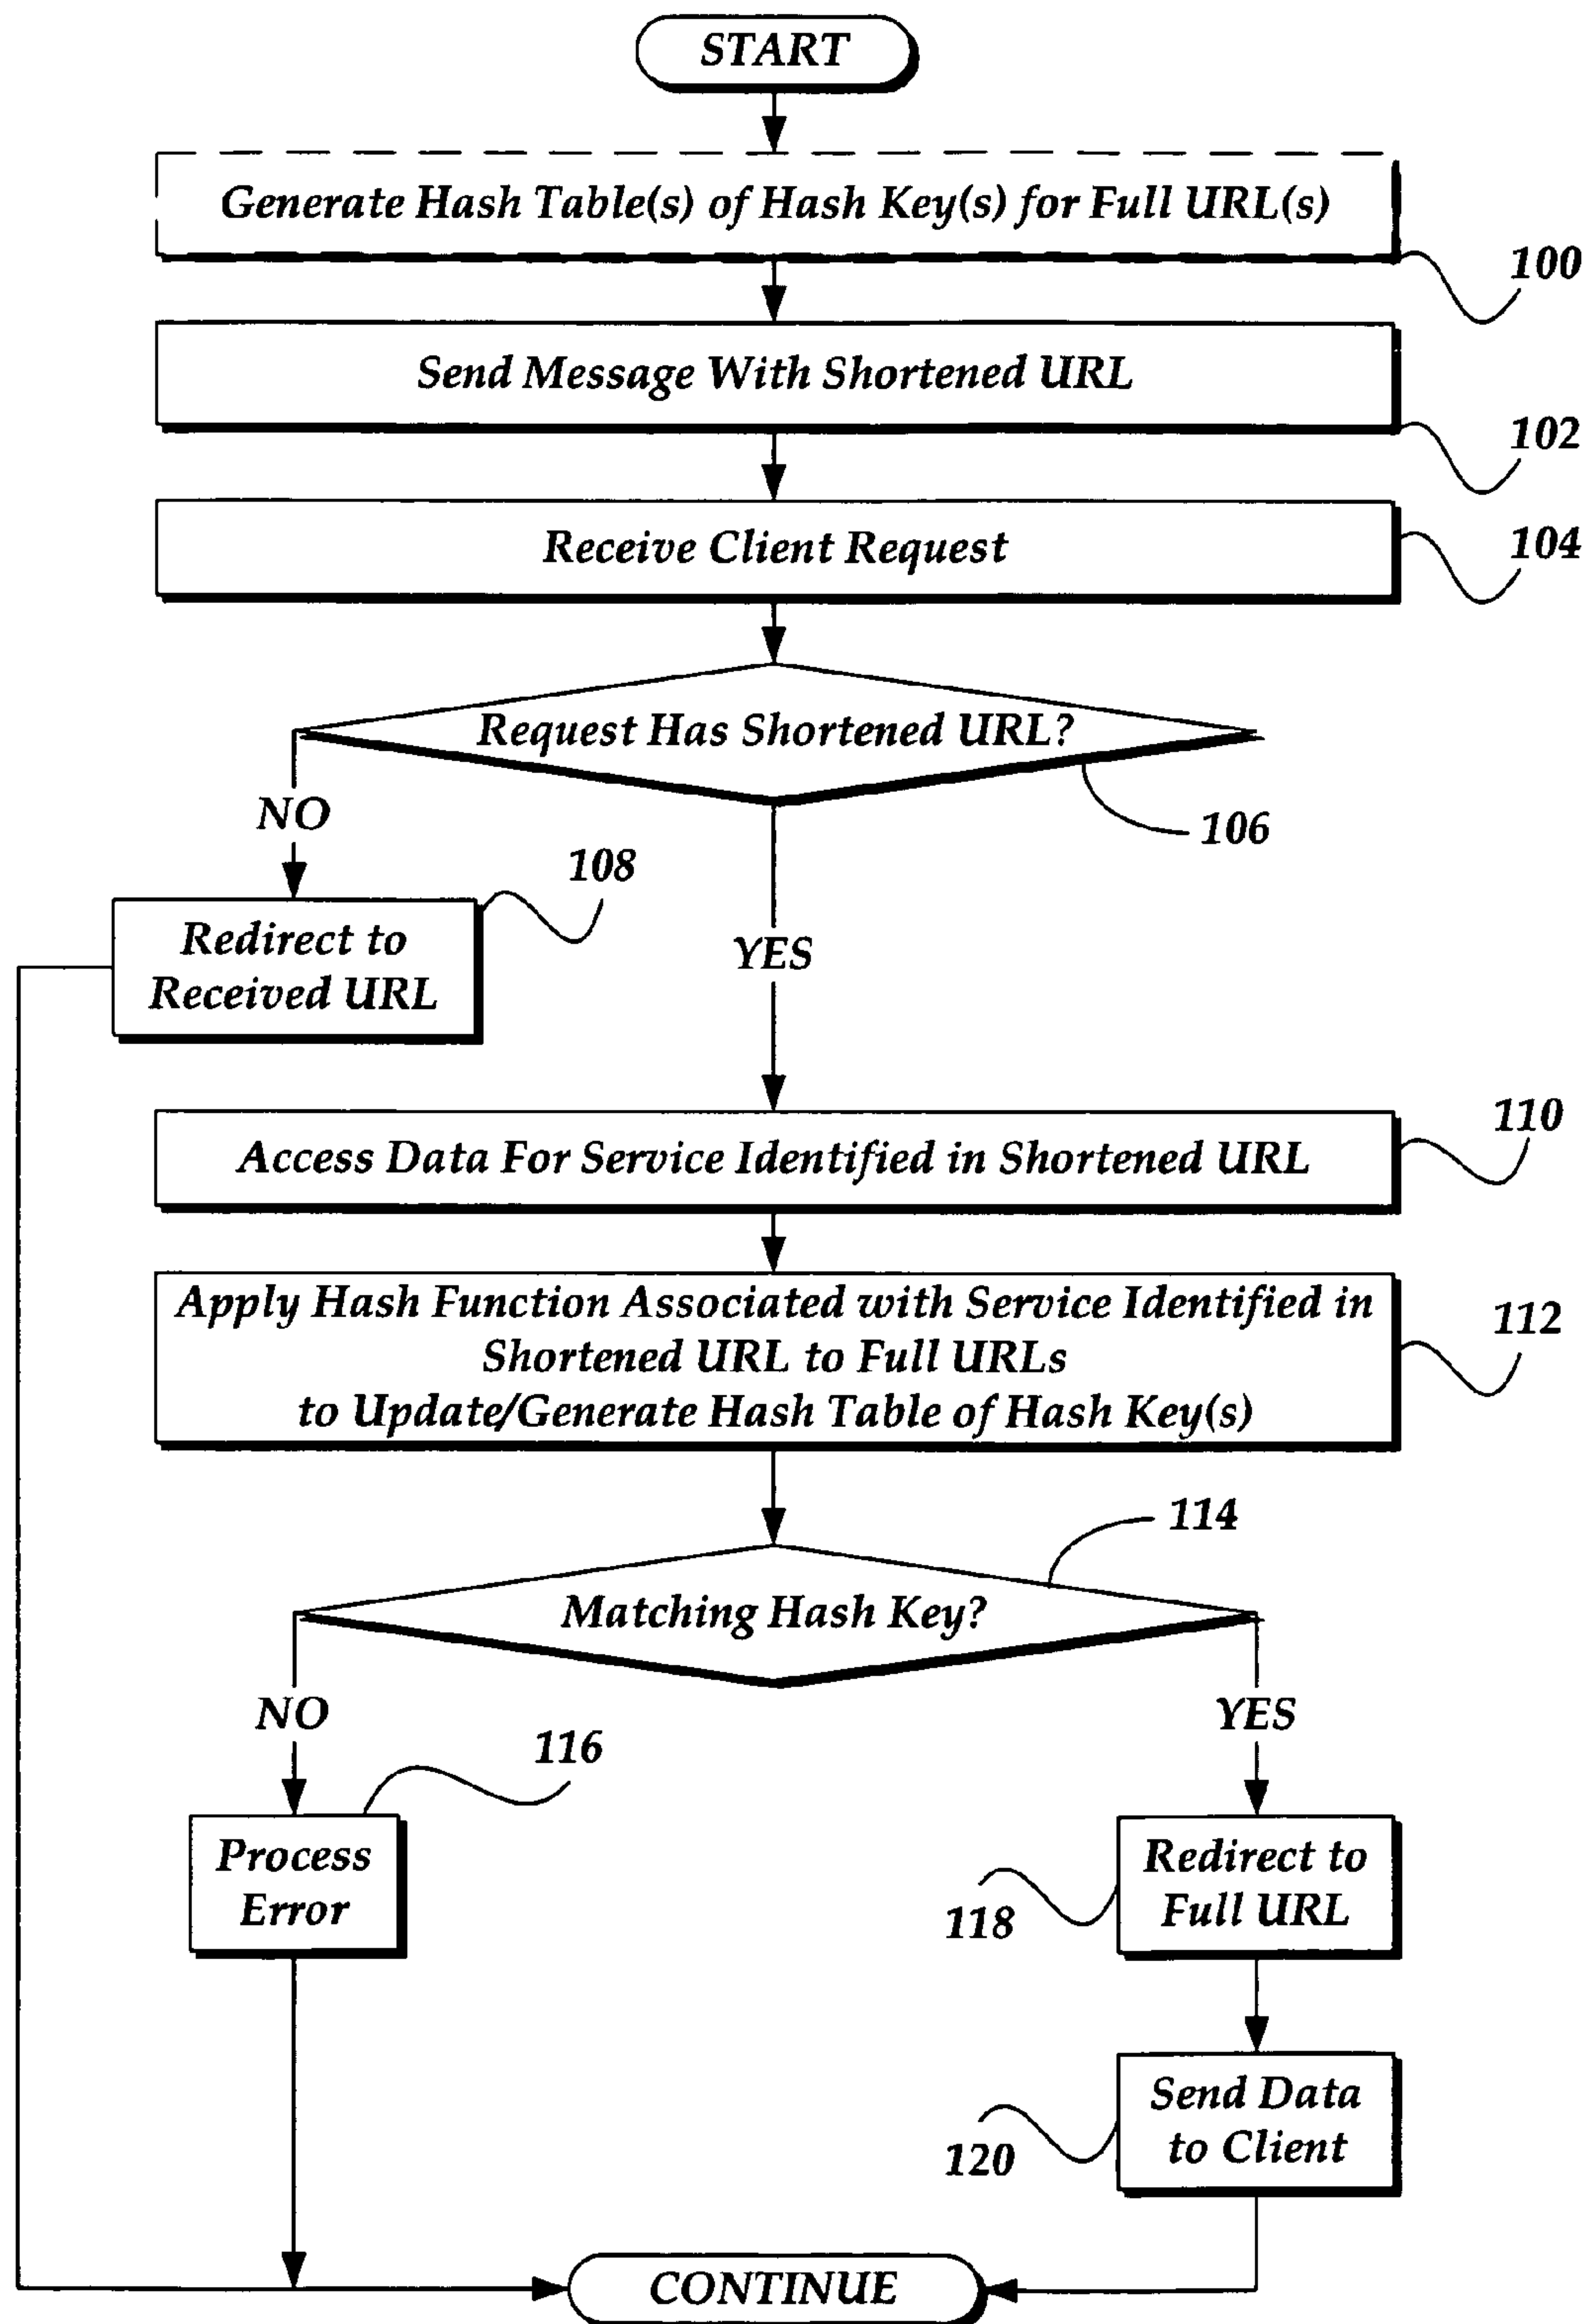 START
Generate Hash Table(s) of Hash Key(s) for Full URL(s)
100
Send Message With Shortened URL
102
Receive Client Request
104
Request Has Shortened URL?
106
NO
108
Redirect to
Received URL
YES
Access Data For Service Identified in Shortened URL
110
Apply Hash Function Associated with Service Identified in
Shortened URL to Full URLs
to Update/Generate Hash Table of Hash Key(s)
112
114
Matching Hash Key?
NO
YES
116
Process
Error
Redirect to
Full URL
118
Send Data
to Client
120
CONTINUE